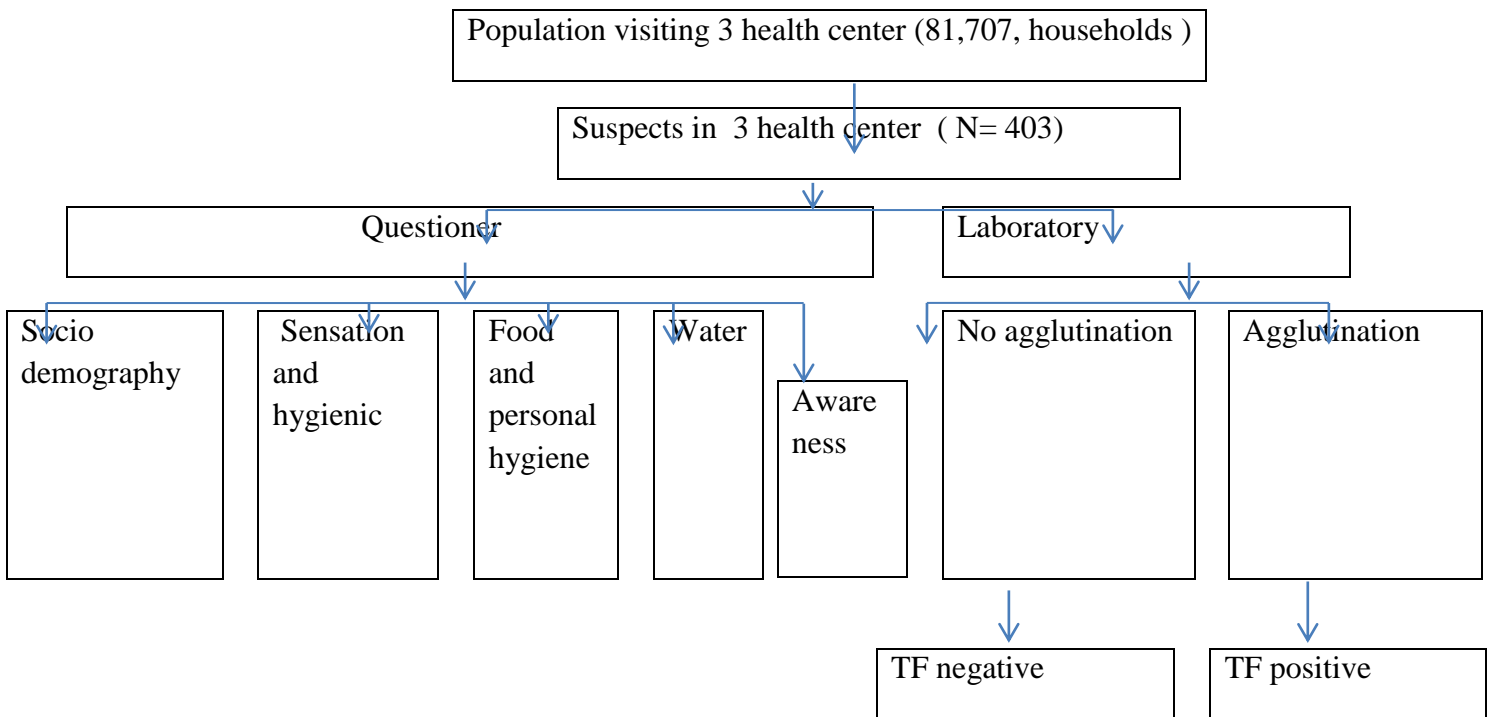 Population visiting 3 health center (81,707, households )
Suspects in 3 health center ( N= 403)
Questioner
Laboratory
Socio
demography
Sensation
and
hygienic
Food
and
personal
hygiene
Water
Aware
ness
No agglutination
Agglutination
TF negative
TF positive